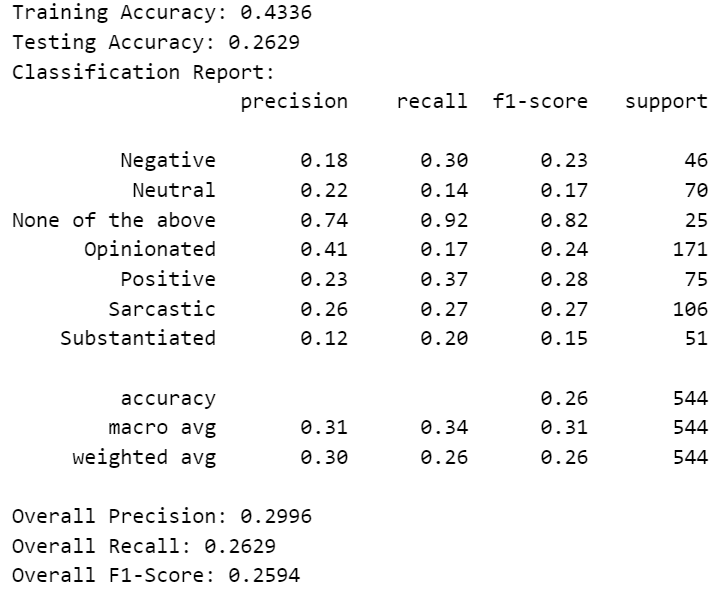 Training Accuracy: 0.4336
Testing Accuracy: 0.2629
Classification Report:
precision recall f1-score support
Negative 0.18 0.30 0.23 46
Neutral 0.22 0.14 0.17 70
None of the above 0.74 0.92 0.82 25
Opinionated 0.41 0.17 0.24 171
Positive 0.23 0.37 0.28 75
Sarcastic 0.26 0.27 0.27 106
Substantiated 0.12 0.20 0.15 51
accuracy 0.26 544
macro avg 0.31 0.34 0.31 544
weighted avg 0.30 0.26 0.26 544
Overall Precision: 0.2996
Overall Recall: 0.2629
Overall F1-Score: 0.2594